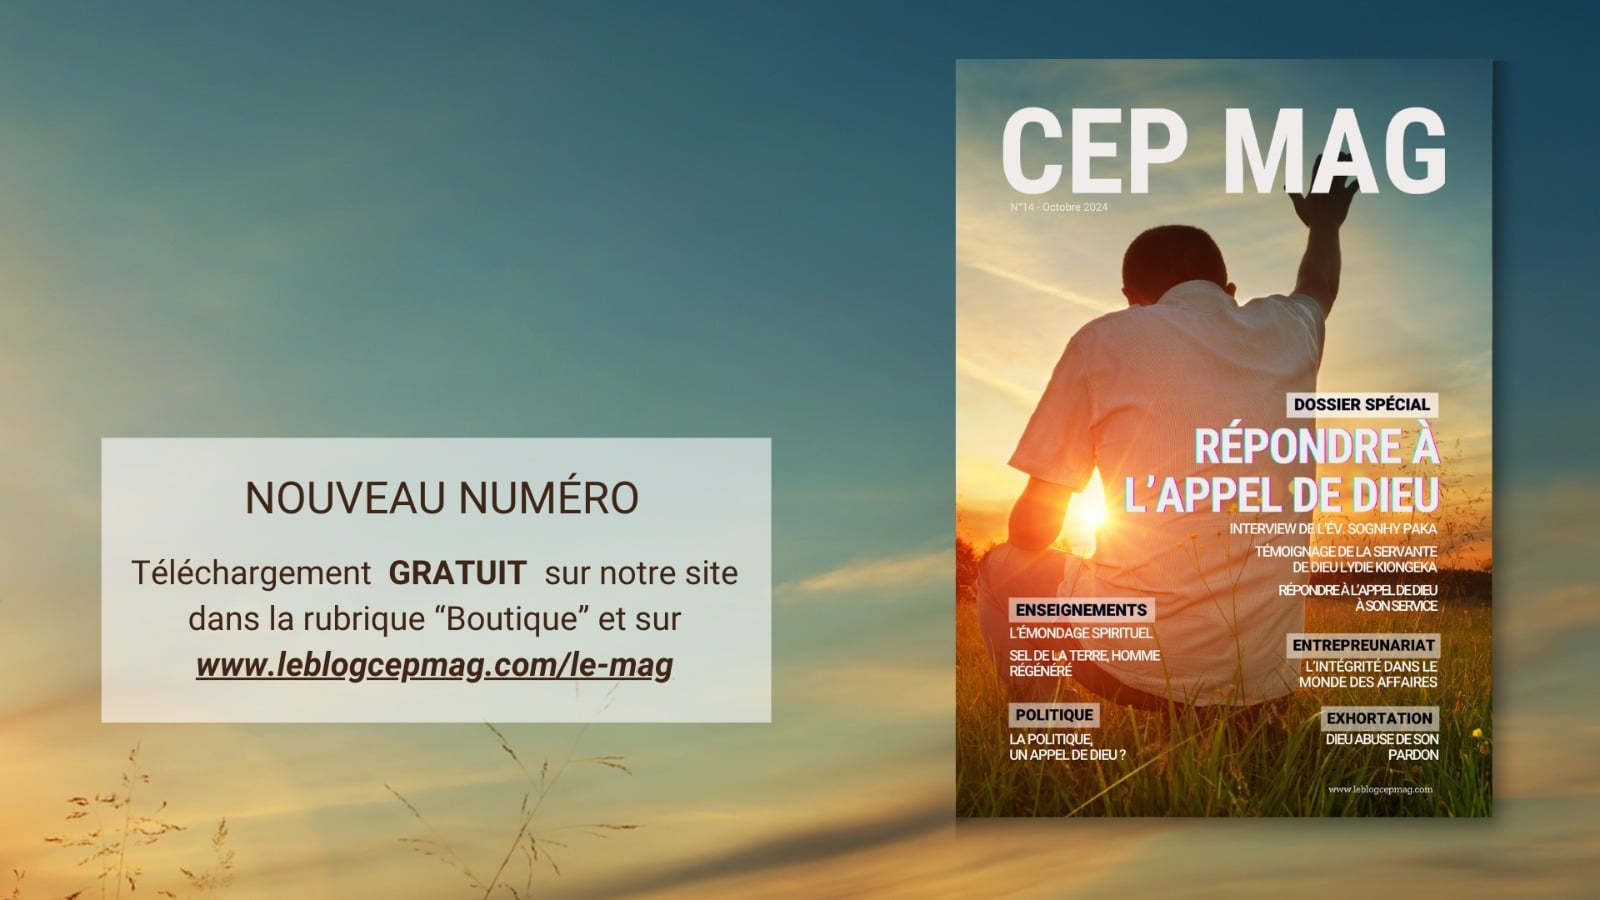 NOUVEAU NUMÉRO
Téléchargement GRATUIT sur notre site
dans la rubrique “Boutique” et sur
www.leblogcepmag.com/le-mag
CEP MAG
N°14 - Octobre 2024
DOSSIER SPÉCIAL
RÉPONDRE À
L’APPEL DE DIEU
INTERVIEW DE L’ÉV. SOGNHY PAKA
TÉMOIGNAGE DE LA SERVANTE
DE DIEU LYDIE KIONGEKA
RÉPONDRE À L’APPEL DE DIEU
À SON SERVICE
ENSEIGNEMENTS
L’ÉMONDAGE SPIRITUEL
SEL DE LA TERRE, HOMME
RÉGÉNÉRÉ
ENTREPREUNARIAT
L’INTÉGRITÉ DANS LE
MONDE DES AFFAIRES
POLITIQUE
LA POLITIQUE,
UN APPEL DE DIEU ?
EXHORTATION
DIEU ABUSE DE SON
PARDON
www.leblogcepmag.com